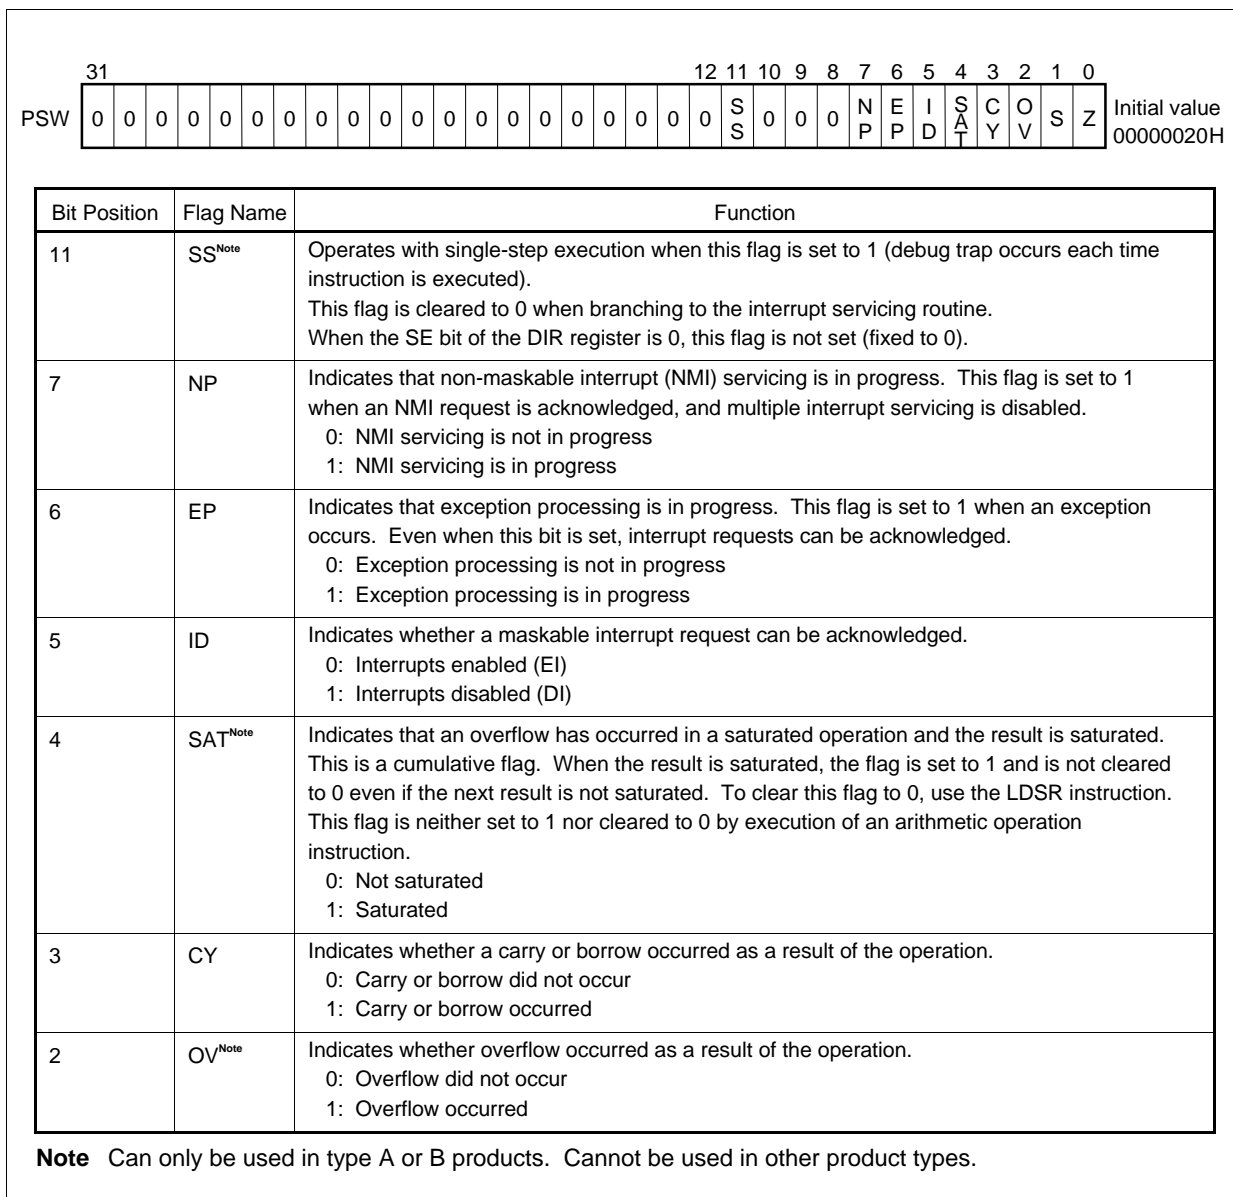 31 12 11 10 9 8 7 6 5 4 3 2 1 0
PSW 0 0 0 0 0 0 0 0 0 0 0 0 0 0 0 0 0 0 0 0 SS 0 0 0 NP EP ID SAT CY OV S Z Initial value
00000020H
Bit Position Flag Name Function
11 SSNote Operates with single-step execution when this flag is set to 1 (debug trap occurs each time
instruction is executed).
This flag is cleared to 0 when branching to the interrupt servicing routine.
When the SE bit of the DIR register is 0, this flag is not set (fixed to 0).
7 NP Indicates that non-maskable interrupt (NMI) servicing is in progress. This flag is set to 1
when an NMI request is acknowledged, and multiple interrupt servicing is disabled.
0: NMI servicing is not in progress
1: NMI servicing is in progress
6 EP Indicates that exception processing is in progress. This flag is set to 1 when an exception
occurs. Even when this bit is set, interrupt requests can be acknowledged.
0: Exception processing is not in progress
1: Exception processing is in progress
5 ID Indicates whether a maskable interrupt request can be acknowledged.
0: Interrupts enabled (EI)
1: Interrupts disabled (DI)
4 SATNote Indicates that an overflow has occurred in a saturated operation and the result is saturated.
This is a cumulative flag. When the result is saturated, the flag is set to 1 and is not cleared
to 0 even if the next result is not saturated. To clear this flag to 0, use the LDSR instruction.
This flag is neither set to 1 nor cleared to 0 by execution of an arithmetic operation
instruction.
0: Not saturated
1: Saturated
3 CY Indicates whether a carry or borrow occurred as a result of the operation.
0: Carry or borrow did not occur
1: Carry or borrow occurred
2 OVNote Indicates whether overflow occurred as a result of the operation.
0: Overflow did not occur
1: Overflow occurred
Note Can only be used in type A or B products. Cannot be used in other product types.